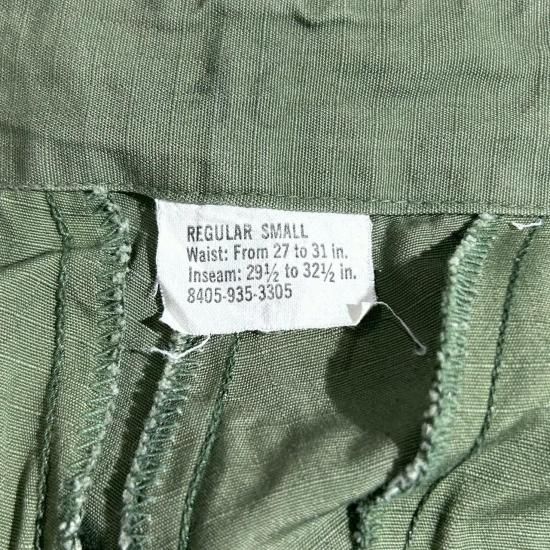 REGULAR SMALL
Waist: From 27 to 31 in.
Inseam: 29½ to 32½ in.
8405-935-3305